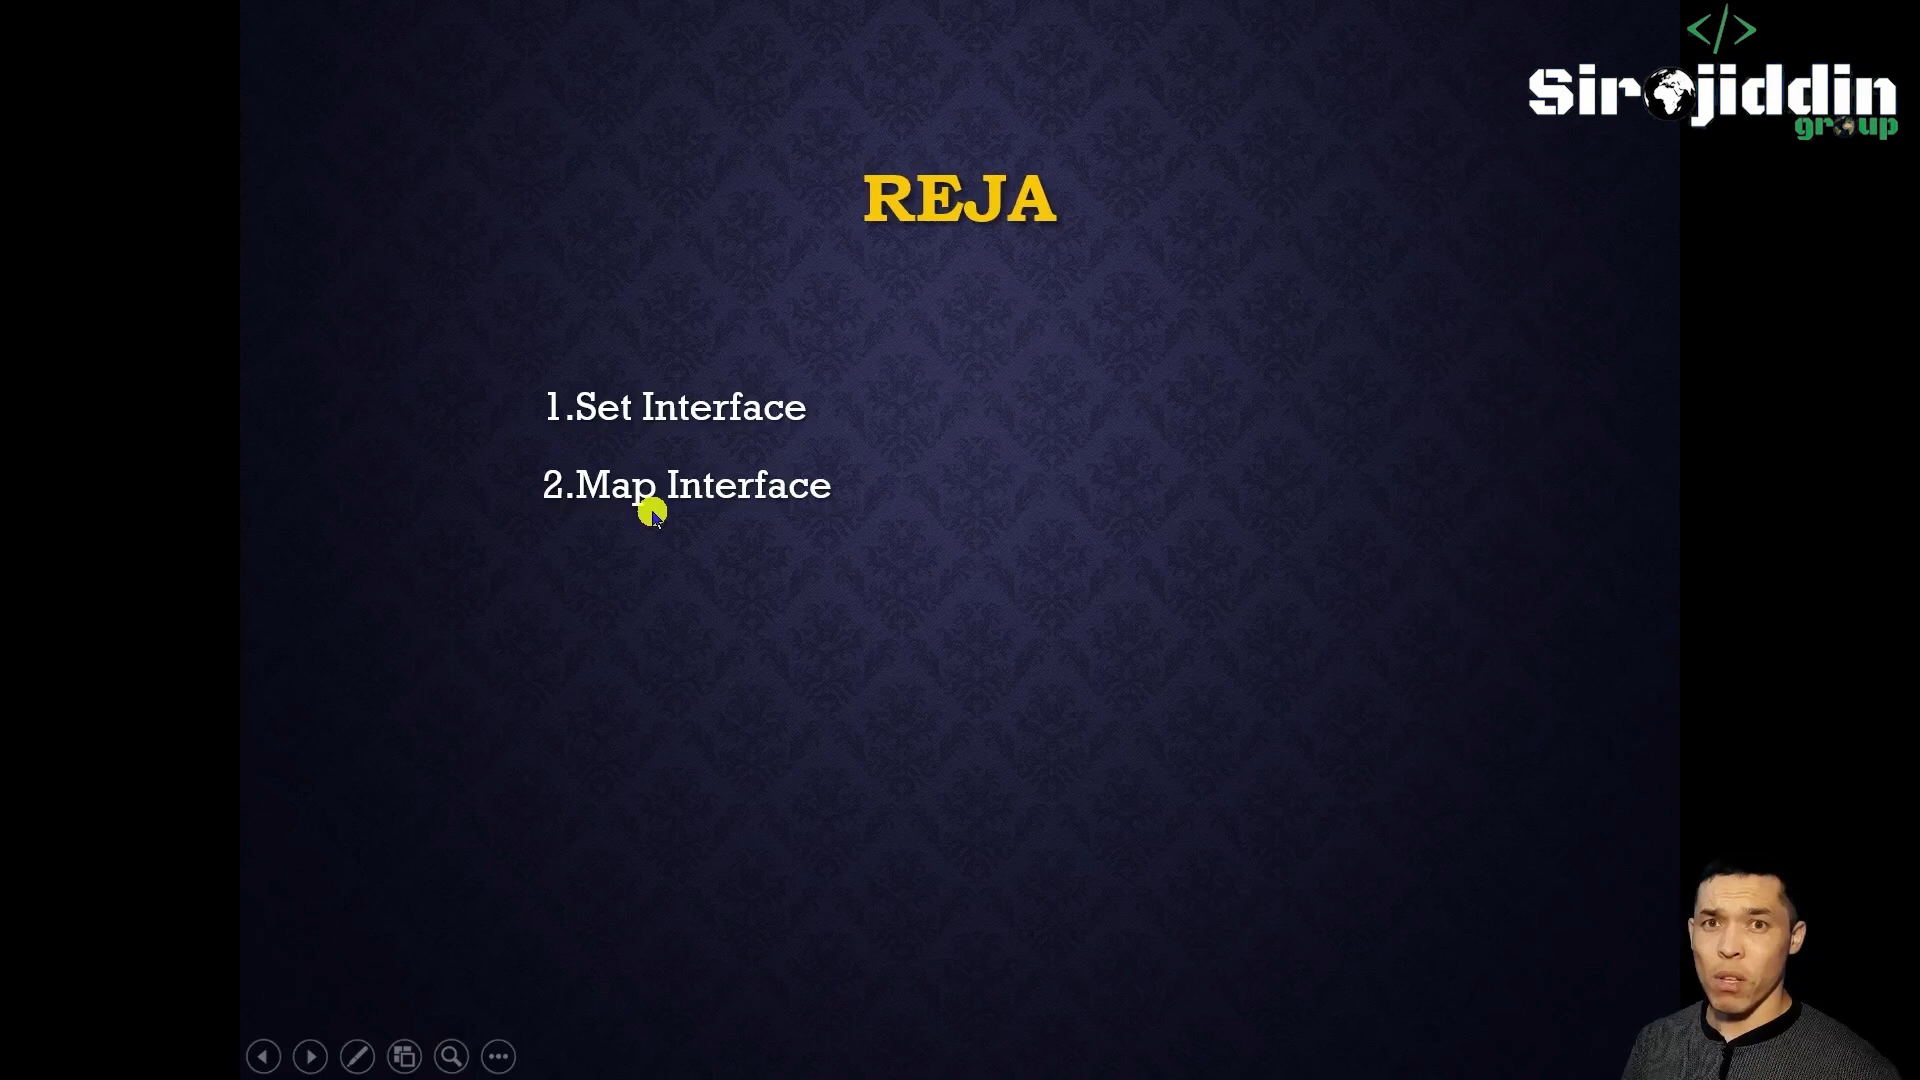 </>
Sirojiddin
group
REJA
1.Set Interface
2.Map Interface